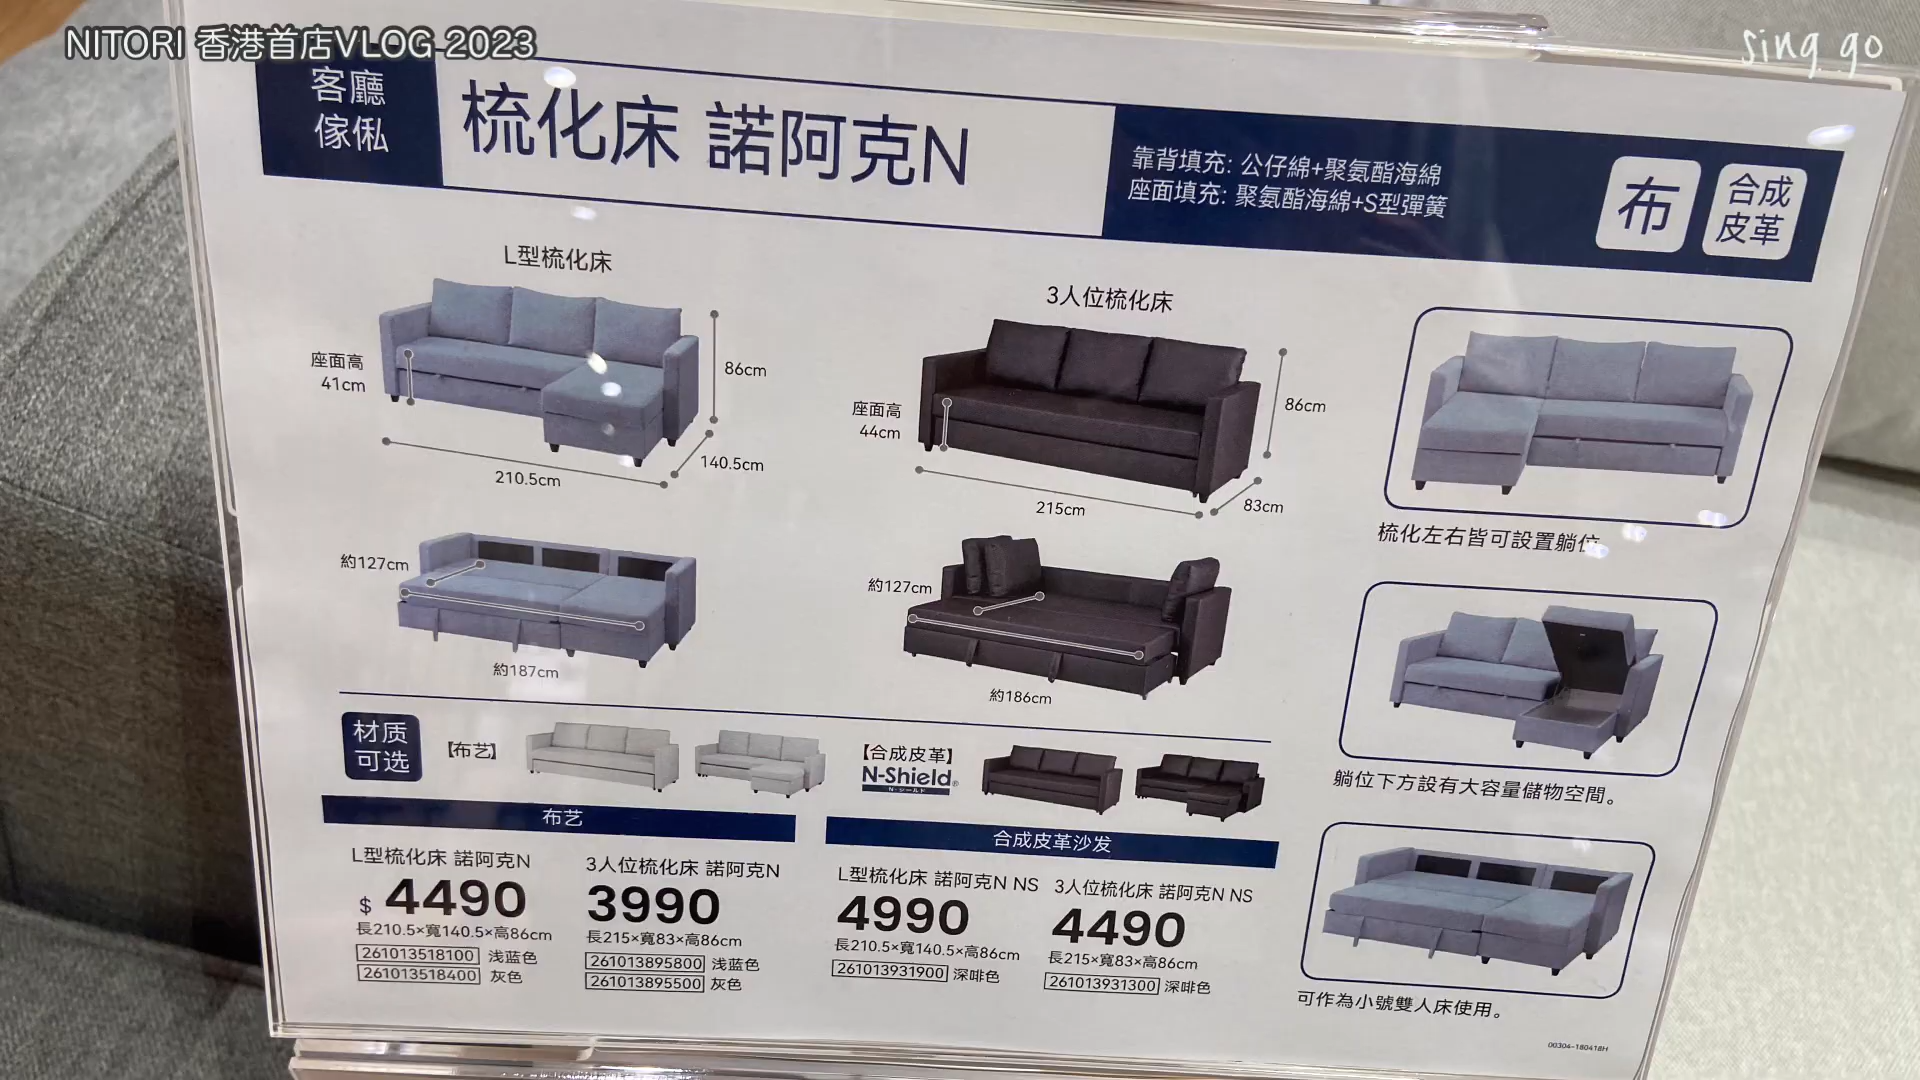 NITORI 香港首店VLOG 2023
sing go
客廳
傢俬
梳化床 諾阿克N
靠背填充: 公仔綿+聚氨酯海綿
座面填充: 聚氨酯海綿+S型彈簧
布
合成
皮革
L型梳化床
座面高
41cm
86cm
140.5cm
210.5cm
3人位梳化床
座面高
44cm
86cm
83cm
215cm
梳化左右皆可設置躺位
約127cm
約187cm
約127cm
約186cm
躺位下方設有大容量儲物空間。
材质
可选
【布艺】
【合成皮革】
N-Shield®
N-シールド
布艺
合成皮革沙发
L型梳化床 諾阿克N
$ 4490
長210.5×寬140.5×高86cm
261013518100 浅蓝色
261013518400 灰色
3人位梳化床 諾阿克N
3990
長215×寬83×高86cm
261013895800 浅蓝色
261013895500 灰色
L型梳化床 諾阿克N NS
4990
長210.5×寬140.5×高86cm
261013931900 深啡色
3人位梳化床 諾阿克N NS
4490
長215×寬83×高86cm
261013931300 深啡色
可作為小號雙人床使用。
00304-180418H